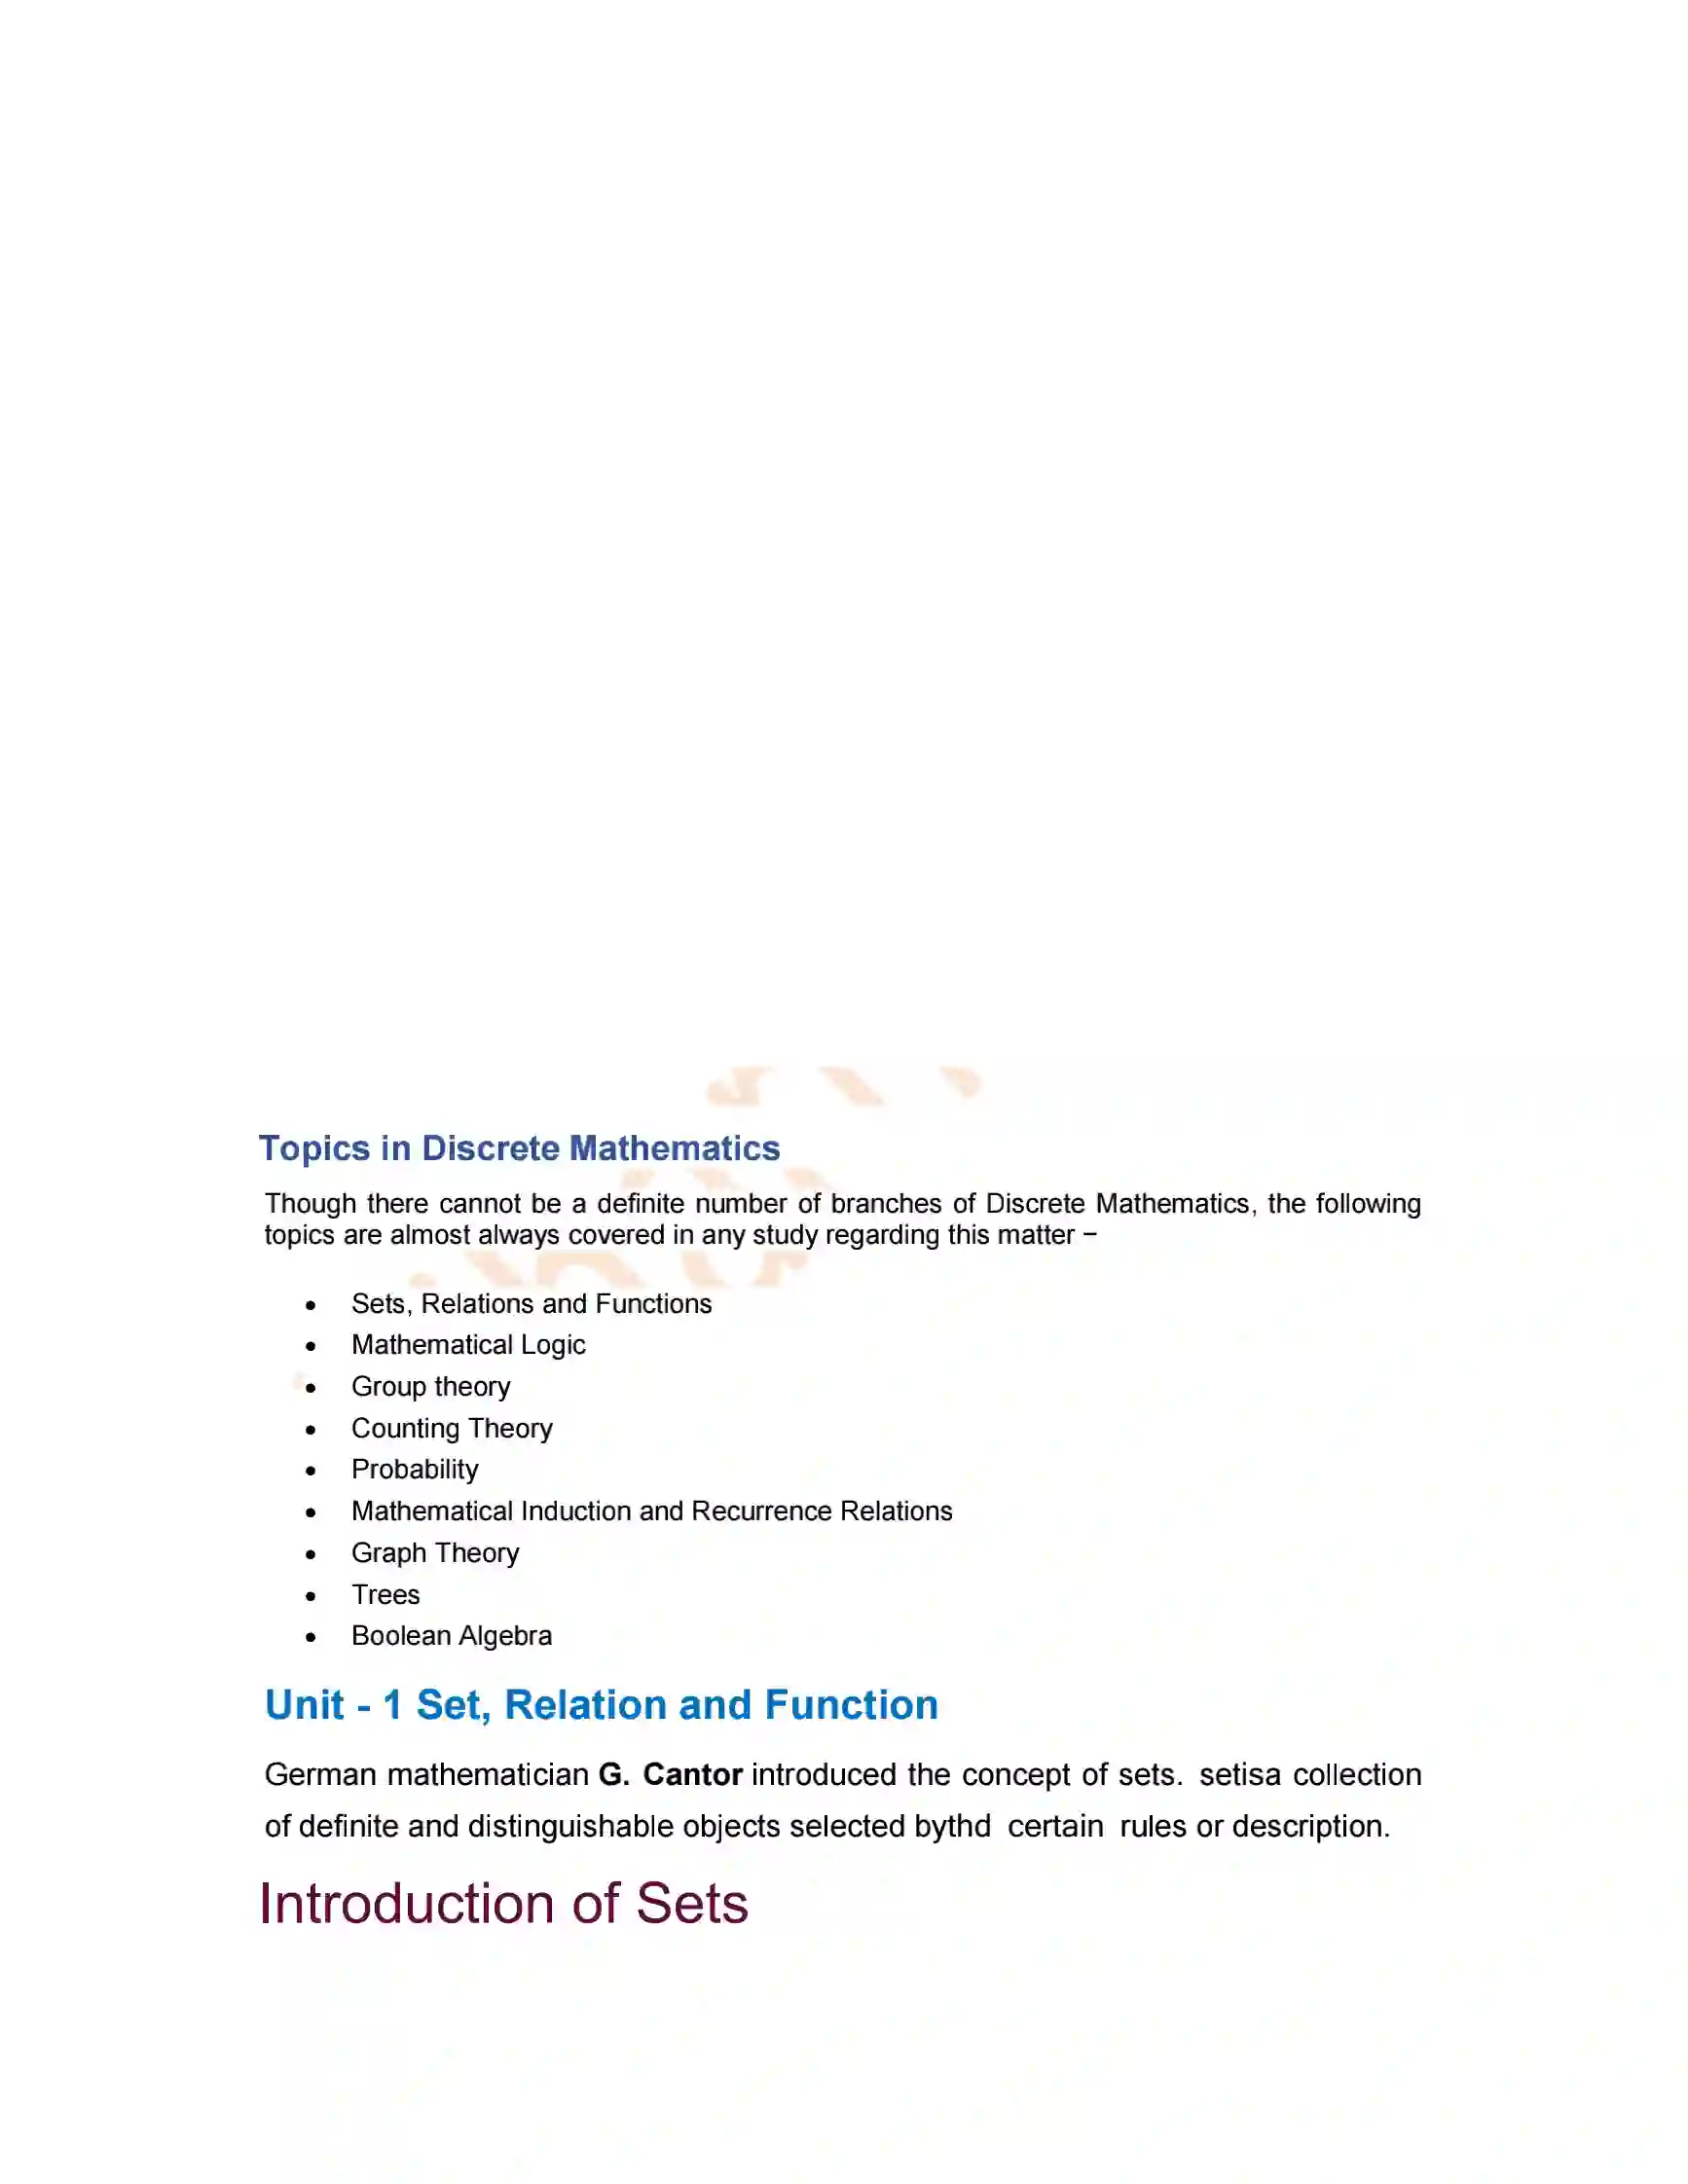 Topics in Discrete Mathematics
Though there cannot be a definite number of branches of Discrete Mathematics, the following
topics are almost always covered in any study regarding this matter −
• Sets, Relations and Functions
• Mathematical Logic
• Group theory
• Counting Theory
• Probability
• Mathematical Induction and Recurrence Relations
• Graph Theory
• Trees
• Boolean Algebra
Unit - 1 Set, Relation and Function
German mathematician G. Cantor introduced the concept of sets. setisa collection
of definite and distinguishable objects selected bythd certain rules or description.
Introduction of Sets